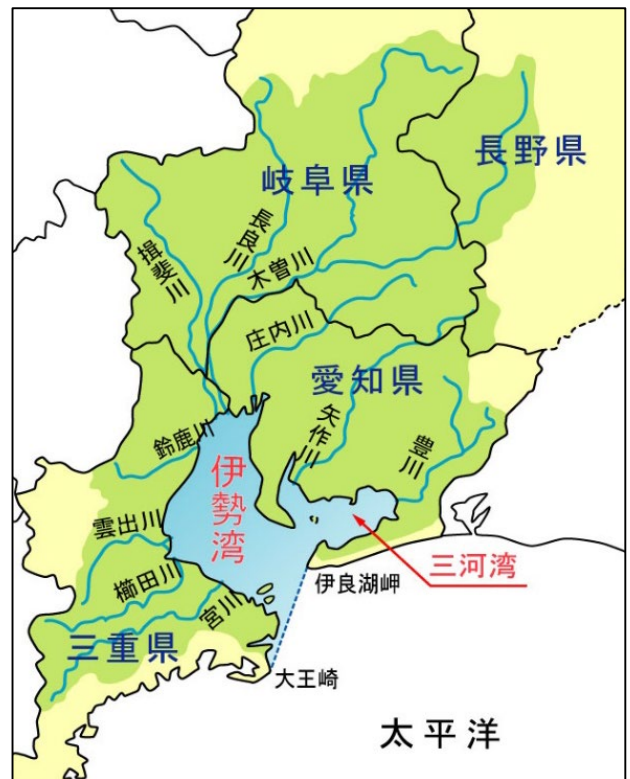 長野県
岐阜県
長良川
揖斐川
木曽川
庄内川
愛知県
矢作川
豊川
鈴鹿川
伊勢湾
雲出川
三河湾
伊良湖岬
櫛田川
宮川
三重県
大王崎
太平洋